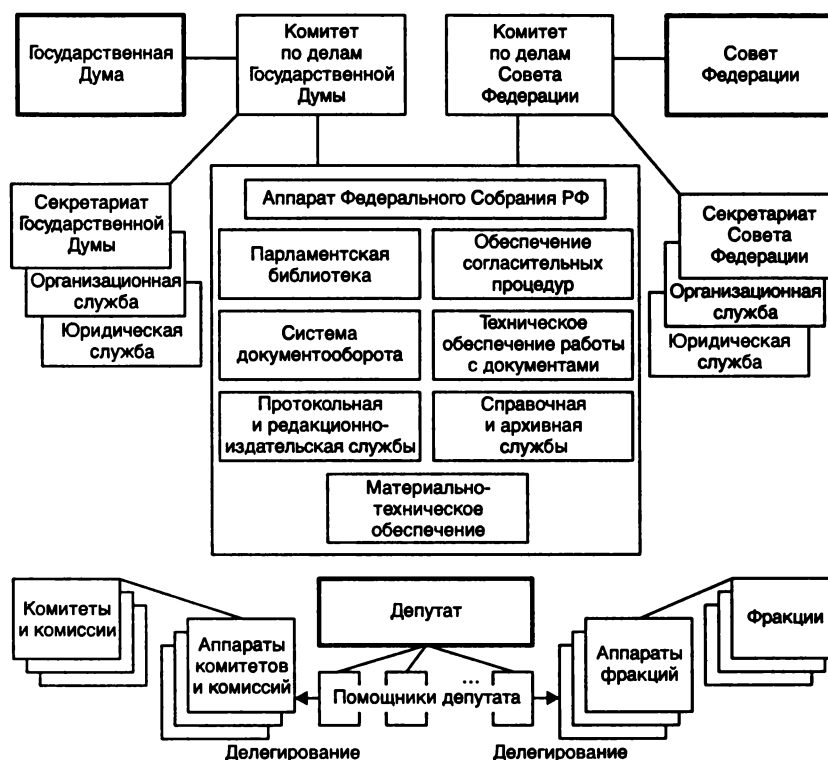 Государственная
Дума
Комитет
по делам
Государственной
Думы
Комитет
по делам
Совета
Федерации
Совет
Федерации
Секретариат
Государственной
Думы
Организационная
служба
Юридическая
служба
Аппарат Федерального Собрания РФ
Парламентская
библиотека
Обеспечение
согласительных
процедур
Система
документооборота
Техническое
обеспечение работы
с документами
Протокольная
и редакционно-
издательская службы
Справочная
и архивная
службы
Материально-
техническое
обеспечение
Секретариат
Совета
Федерации
Организационная
служба
Юридическая
служба
Комитеты
и комиссии
Аппараты
комитетов
и комиссий
Депутат
...
Помощники депутата
Аппараты
фракций
Фракции
Делегирование
Делегирование